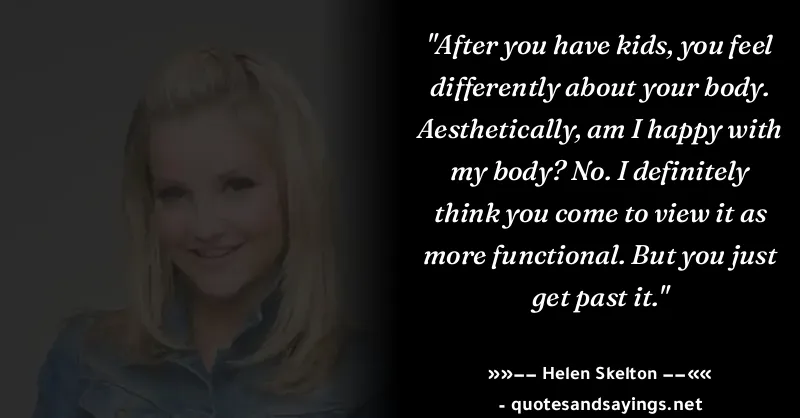 "After you have kids, you feel
differently about your body.
Aesthetically, am I happy with
my body? No. I definitely
think you come to view it as
more functional. But you just
get past it."
»»–– Helen Skelton ––««
- quotesandsayings.net